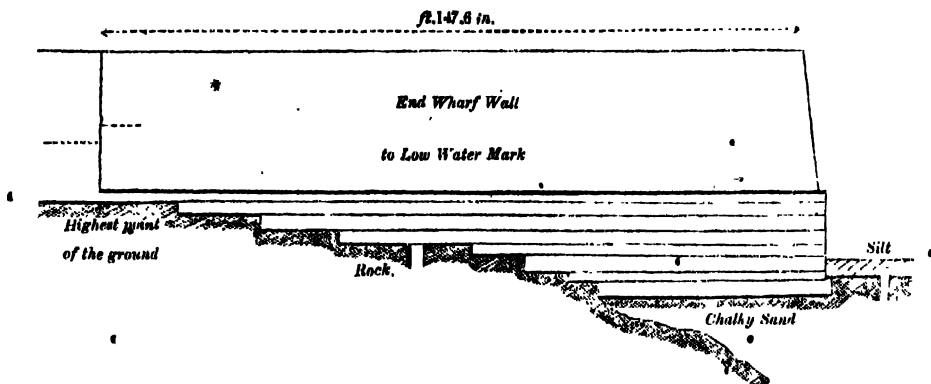 ft. 147.6 in.
End Wharf Wall
to Low Water Mark
Highest point
of the ground
Rock,
Silt
Chalky Sand